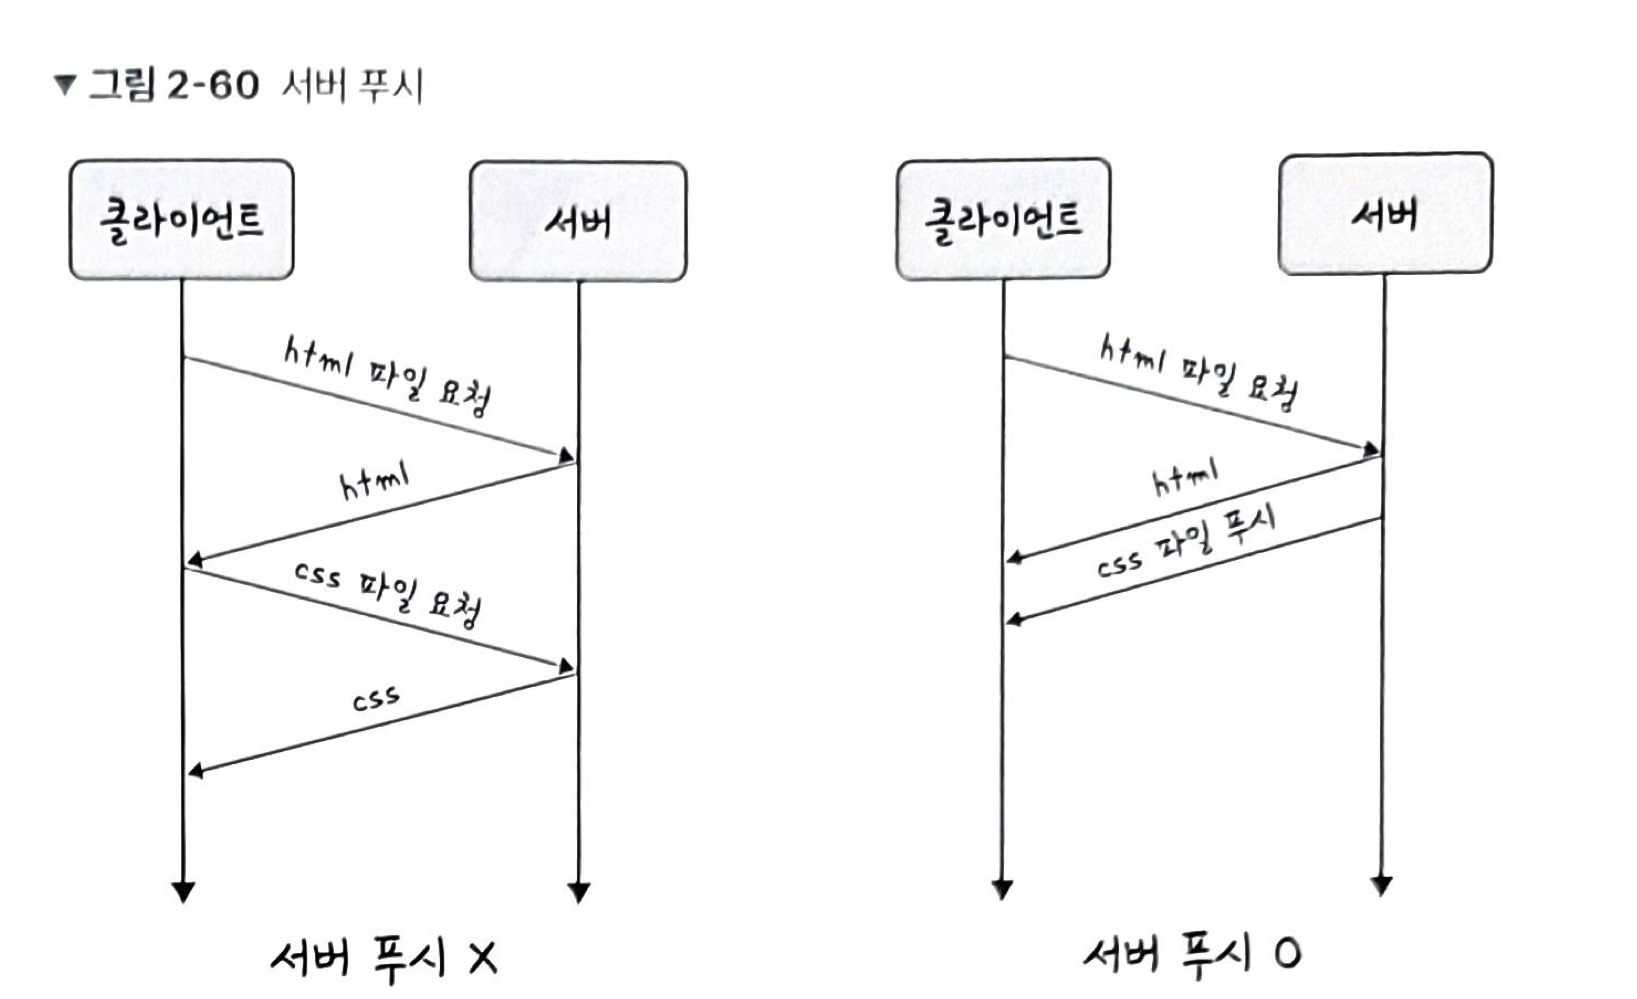 ▼ 그림 2-60 서버 푸시
클라이언트
서버
html 파일 요청
html
css 파일 요청
css
서버 푸시 X
클라이언트
서버
html 파일 요청
html
css 파일 푸시
서버 푸시 O